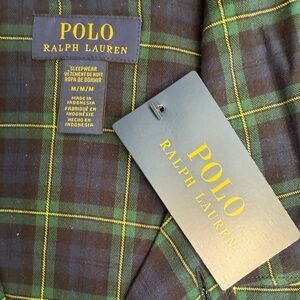 POLO
RALPH LAUREN
SLEEPWEAR
VÊTEMENT DE NUIT
ROPA DE DORMIR
M/M/M
MADE IN
INDONESIA
FABRIQUÉ EN
INDONÉSIE
HECHO EN
INDONESIA
POLO
RALPH LAUREN